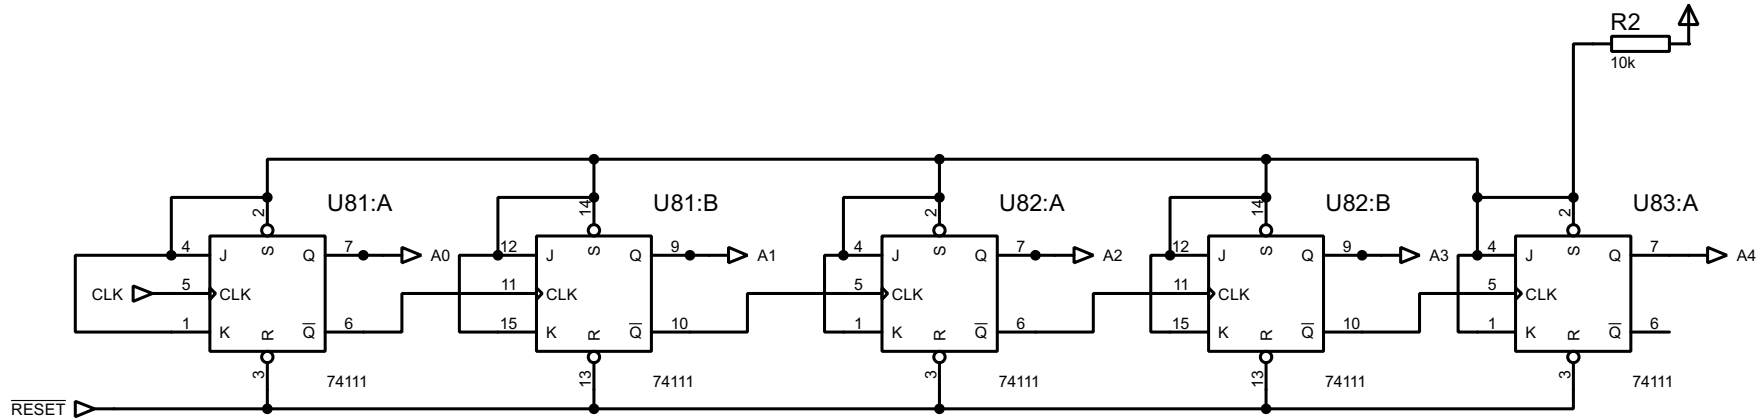 R2
10k
U81:A
U81:B
U82:A
U82:B
U83:A
2
14
2
14
2
4 J S Q 7 A0
12 J S Q 9 A1
4 J S Q 7 A2
12 J S Q 9 A3
4 J S Q 7 A4
CLK 5 CLK
11 CLK
5 CLK
11 CLK
5 CLK
1 K R Q̅ 6
15 K R Q̅ 10
1 K R Q̅ 6
15 K R Q̅ 10
1 K R Q̅ 6
3
13
3
13
3
74111
74111
74111
74111
74111
R̅E̅S̅E̅T̅